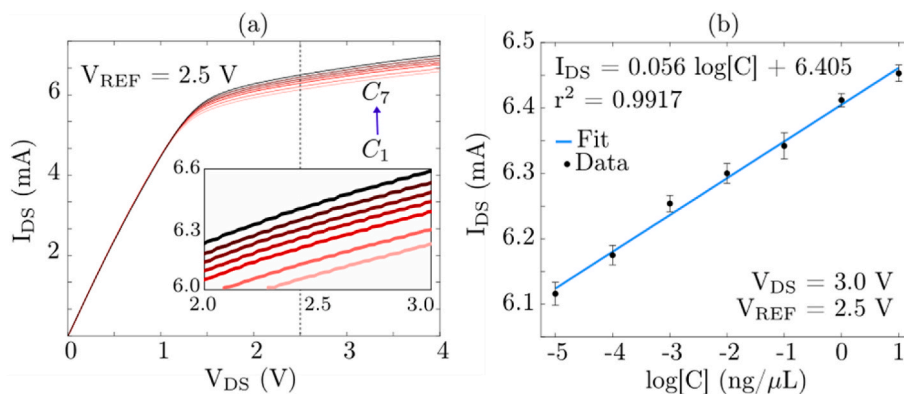 (a)
V_REF = 2.5 V
C_7
C_1
I_DS (mA)
6
4
2
0
1
2
3
4
V_DS (V)
6.6
6.3
6.0
2.0
2.5
3.0
(b)
I_DS = 0.056 log[C] + 6.405
r² = 0.9917
Fit
Data
V_DS = 3.0 V
V_REF = 2.5 V
I_DS (mA)
6.5
6.4
6.3
6.2
6.1
-5
-4
-3
-2
-1
0
1
log[C] (ng/μL)